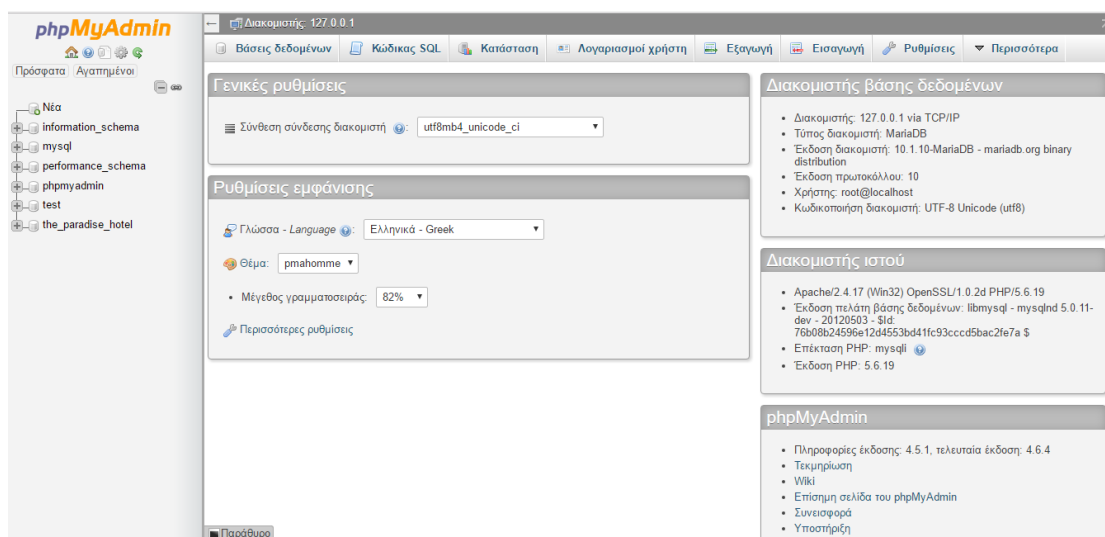 phpMyAdmin
Πρόσφατα Αγαπημένοι
Νέα
information_schema
mysql
performance_schema
phpmyadmin
test
the_paradise_hotel
Διακομιστής: 127.0.0.1
Βάσεις δεδομένων Κώδικας SQL Κατάσταση Λογαριασμοί χρήστη Εξαγωγή Εισαγωγή Ρυθμίσεις Περισσότερα
Γενικές ρυθμίσεις
Σύνθεση σύνδεσης διακομιστή : utf8mb4_unicode_ci
Ρυθμίσεις εμφάνισης
Γλώσσα - Language : Ελληνικά - Greek
Θέμα: pmahomme
• Μέγεθος γραμματοσειράς: 82%
Περισσότερες ρυθμίσεις
Παράθυρο
Διακομιστής βάσης δεδομένων
• Διακομιστής: 127.0.0.1 via TCP/IP
• Τύπος διακομιστή: MariaDB
• Έκδοση διακομιστή: 10.1.10-MariaDB - mariadb.org binary
distribution
• Έκδοση πρωτοκόλλου: 10
• Χρήστης: root@localhost
• Κωδικοποίηση διακομιστή: UTF-8 Unicode (utf8)
Διακομιστής ιστού
• Apache/2.4.17 (Win32) OpenSSL/1.0.2d PHP/5.6.19
• Έκδοση πελάτη βάσης δεδομένων: libmysql - mysqlnd 5.0.11-
dev - 20120503 - $Id:
76b08b24596e12d4553bd41fc93cccd5bac2fe7a $
• Επέκταση PHP: mysqli
• Έκδοση PHP: 5.6.19
phpMyAdmin
• Πληροφορίες έκδοσης: 4.5.1, τελευταία έκδοση: 4.6.4
• Τεκμηρίωση
• Wiki
• Επίσημη σελίδα του phpMyAdmin
• Συνεισφορά
• Υποστήριξη